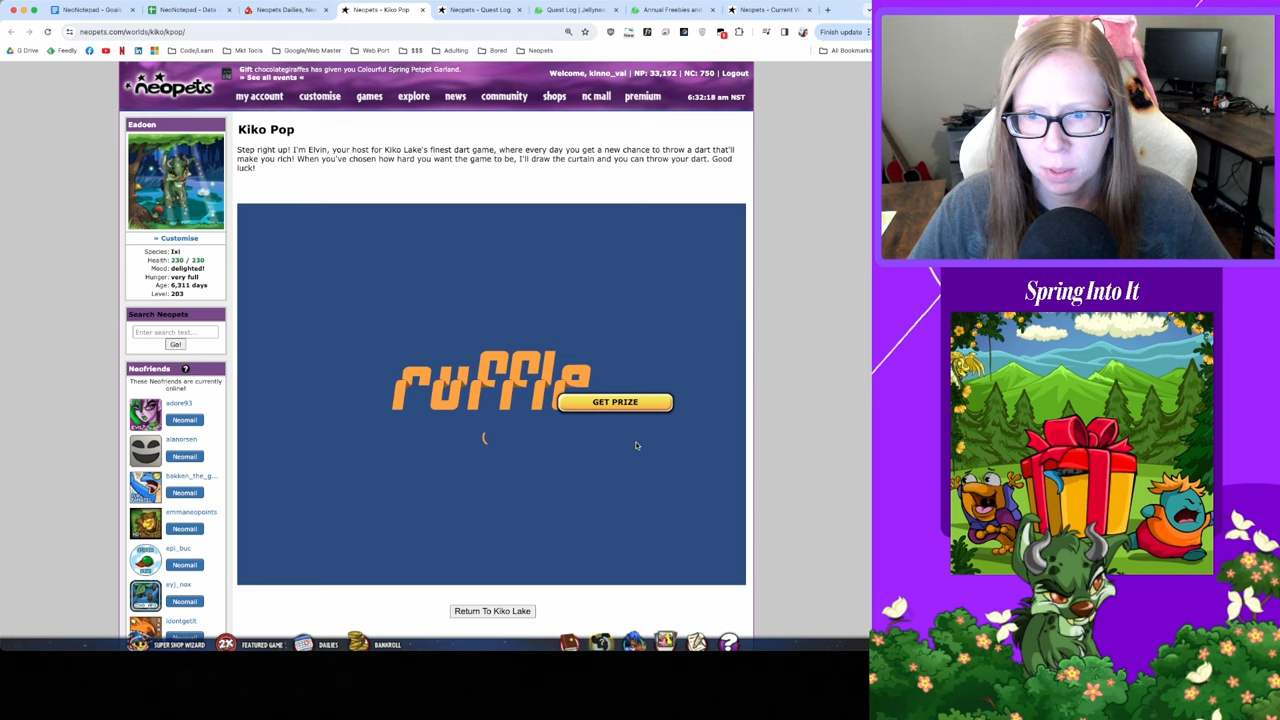 NeoNotepad - Goals
NeoNotepad - Data
Neopets Dailies, Neo
Neopets - Kiko Pop
Neopets - Quest Log
Quest Log | Jellyneo
Annual Freebies and
Neopets - Current W
neopets.com/worlds/kiko/kpop/
Finish update
G Drive
Feedly
Code/Learn
Mkt Tools
Google/Web Master
Web Port
$$$
Adulting
Bored
Neopets
All Bookmarks
neopets
Gift chocolategiraffes has given you Colourful Spring Petpet Garland.
» See all events «
Welcome, kinno_val | NP: 33,192 | NC: 750 | Logout
my account customise games explore news community shops nc mall premium
6:32:18 am NST
Eadoen
» Customise
Species: Ixi
Health: 230 / 230
Mood: delighted!
Hunger: very full
Age: 6,311 days
Level: 203
Search Neopets
Enter search text...
Go!
Neofriends ?
These Neofriends are currently
online!
adore93
Neomail
alanorsen
Neomail
bakken_the_g...
Neomail
emmaneopoints
Neomail
epi_buc
Neomail
eyj_nox
Neomail
idontgetit
Kiko Pop
Step right up! I'm Elvin, your host for Kiko Lake's finest dart game, where every day you get a new chance to throw a dart that'll
make you rich! When you've chosen how hard you want the game to be, I'll draw the curtain and you can throw your dart. Good
luck!
ruffle
GET PRIZE
Return To Kiko Lake
SUPER SHOP WIZARD
2X
FEATURED GAME
DAILIES
BANKROLL
?
Spring Into It